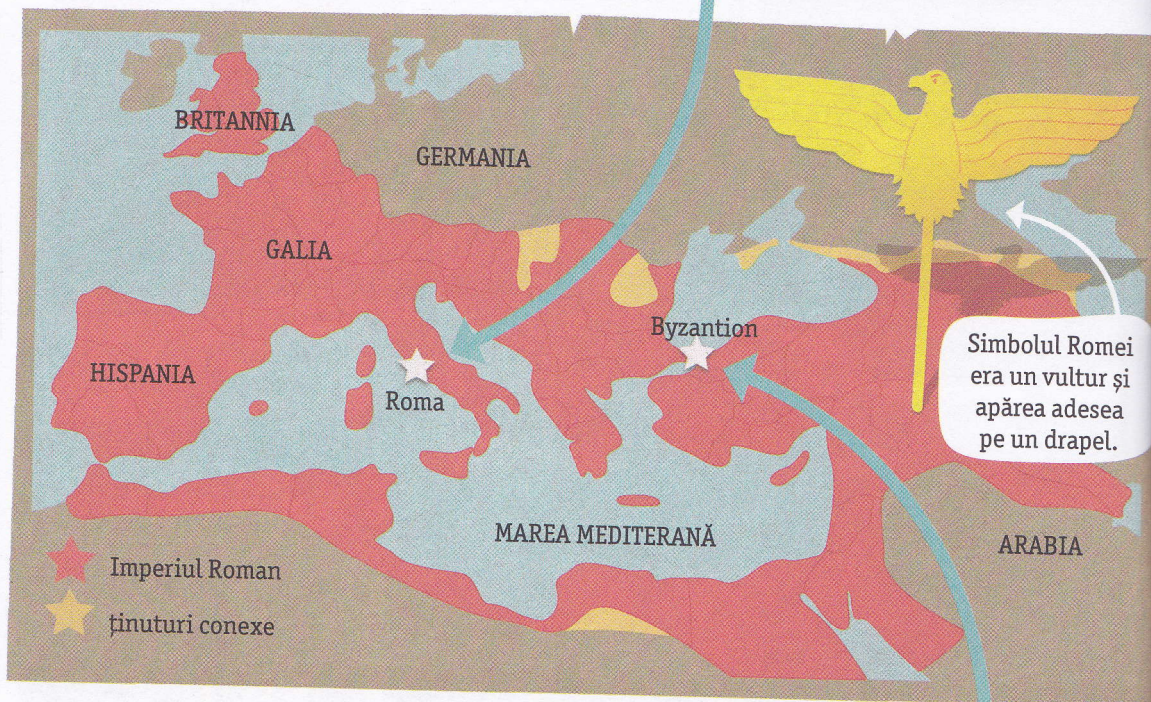 BRITANNIA
GERMANIA
GALIA
HISPANIA
Roma
Byzantion
Simbolul Romei
era un vultur și
apărea adesea
pe un drapel.
MAREA MEDITERANĂ
ARABIA
Imperiul Roman
ținuturi conexe